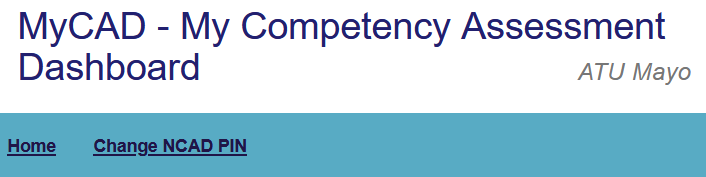 MyCAD - My Competency Assessment
Dashboard ATU Mayo
Home Change NCAD PIN